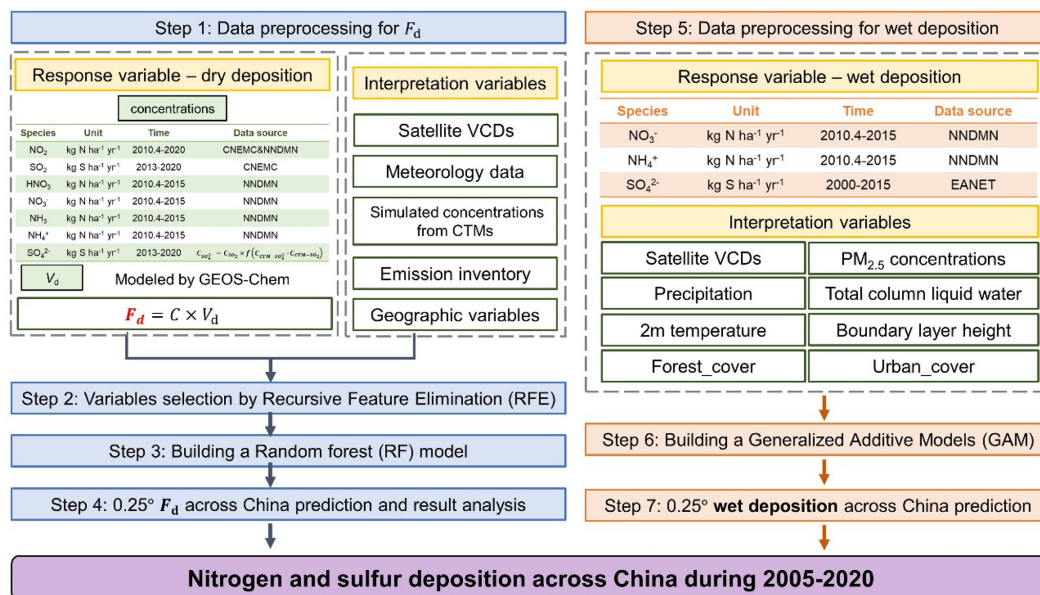 Step 1: Data preprocessing for F_d
Response variable – dry deposition
concentrations
Species Unit Time Data source
NO₂ kg N ha⁻¹ yr⁻¹ 2010.4-2020 CNEMC&NNDMN
SO₂ kg S ha⁻¹ yr⁻¹ 2013-2020 CNEMC
HNO₃ kg N ha⁻¹ yr⁻¹ 2010.4-2015 NNDMN
NO₃⁻ kg N ha⁻¹ yr⁻¹ 2010.4-2015 NNDMN
NH₃ kg N ha⁻¹ yr⁻¹ 2010.4-2015 NNDMN
NH₄⁺ kg N ha⁻¹ yr⁻¹ 2010.4-2015 NNDMN
SO₄²⁻ kg S ha⁻¹ yr⁻¹ 2013-2020
V_d Modeled by GEOS-Chem
F_d = C × V_d
Interpretation variables
Satellite VCDs
Meteorology data
Simulated concentrations
from CTMs
Emission inventory
Geographic variables
Step 2: Variables selection by Recursive Feature Elimination (RFE)
Step 3: Building a Random forest (RF) model
Step 4: 0.25° F_d across China prediction and result analysis
Step 5: Data preprocessing for wet deposition
Response variable – wet deposition
Species Unit Time Data source
NO₃⁻ kg N ha⁻¹ yr⁻¹ 2010.4-2015 NNDMN
NH₄⁺ kg N ha⁻¹ yr⁻¹ 2010.4-2015 NNDMN
SO₄²⁻ kg S ha⁻¹ yr⁻¹ 2000-2015 EANET
Interpretation variables
Satellite VCDs PM₂.₅ concentrations
Precipitation Total column liquid water
2m temperature Boundary layer height
Forest_cover Urban_cover
Step 6: Building a Generalized Additive Models (GAM)
Step 7: 0.25° wet deposition across China prediction
Nitrogen and sulfur deposition across China during 2005-2020